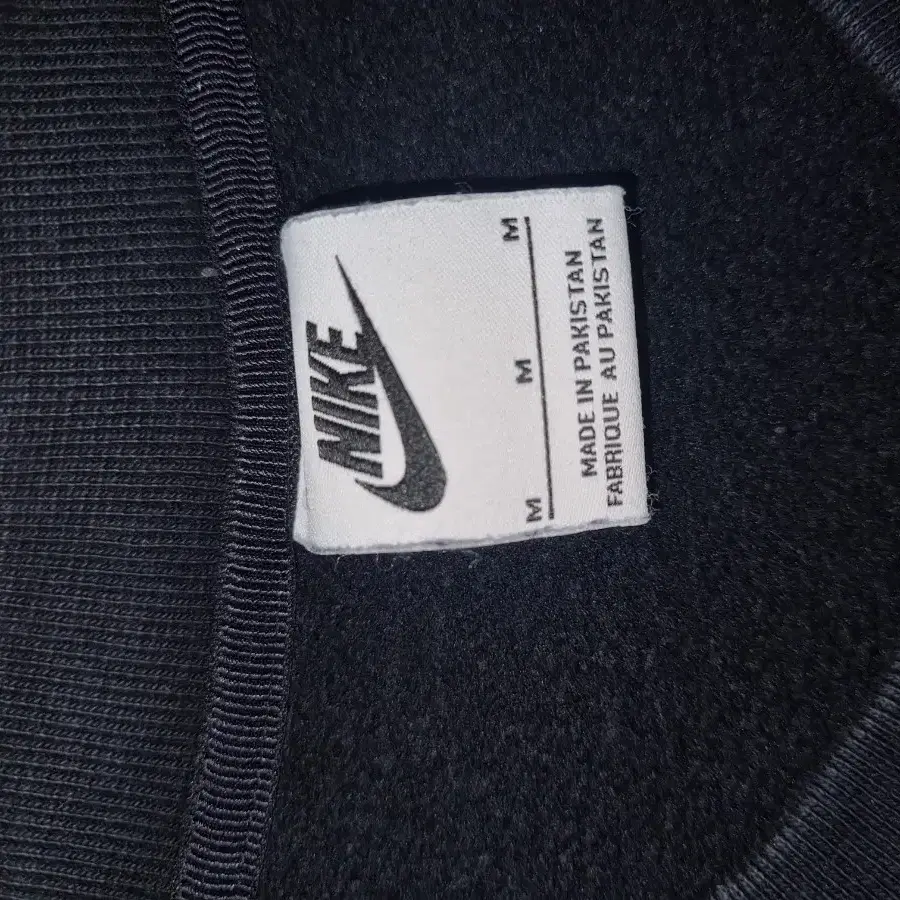 NIKE
M M M
MADE IN PAKISTAN
FABRIQUE AU PAKISTAN